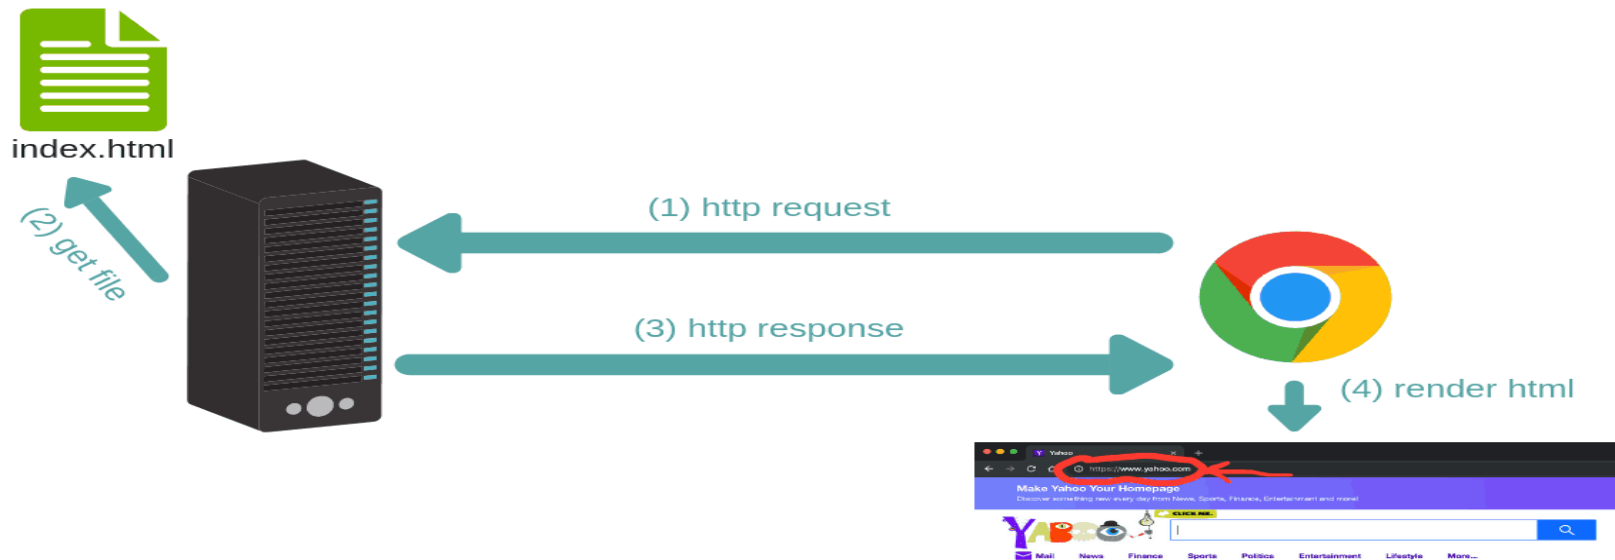 index.html
(1) http request
(2) get file
(3) http response
(4) render html
Y Yahoo
https://www.yahoo.com
Make Yahoo Your Homepage
Discover something new every day from News, Sports, Finance, Entertainment and more!
CLICK ME.
YABOO
Mail News Finance Sports Politics Entertainment Lifestyle More...